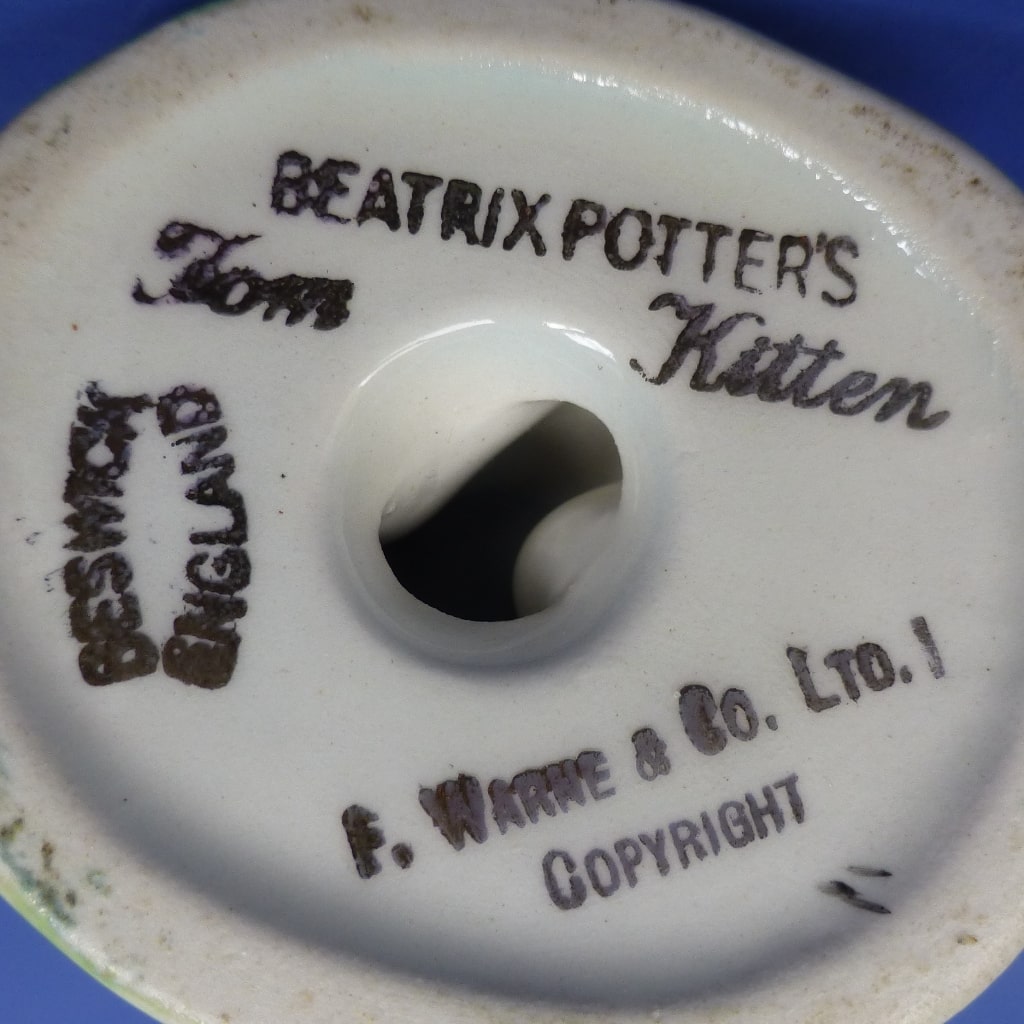 BEATRIX POTTER'S
Tom Kitten
BESWICK
ENGLAND
F. WARNE & CO. LTD.
COPYRIGHT